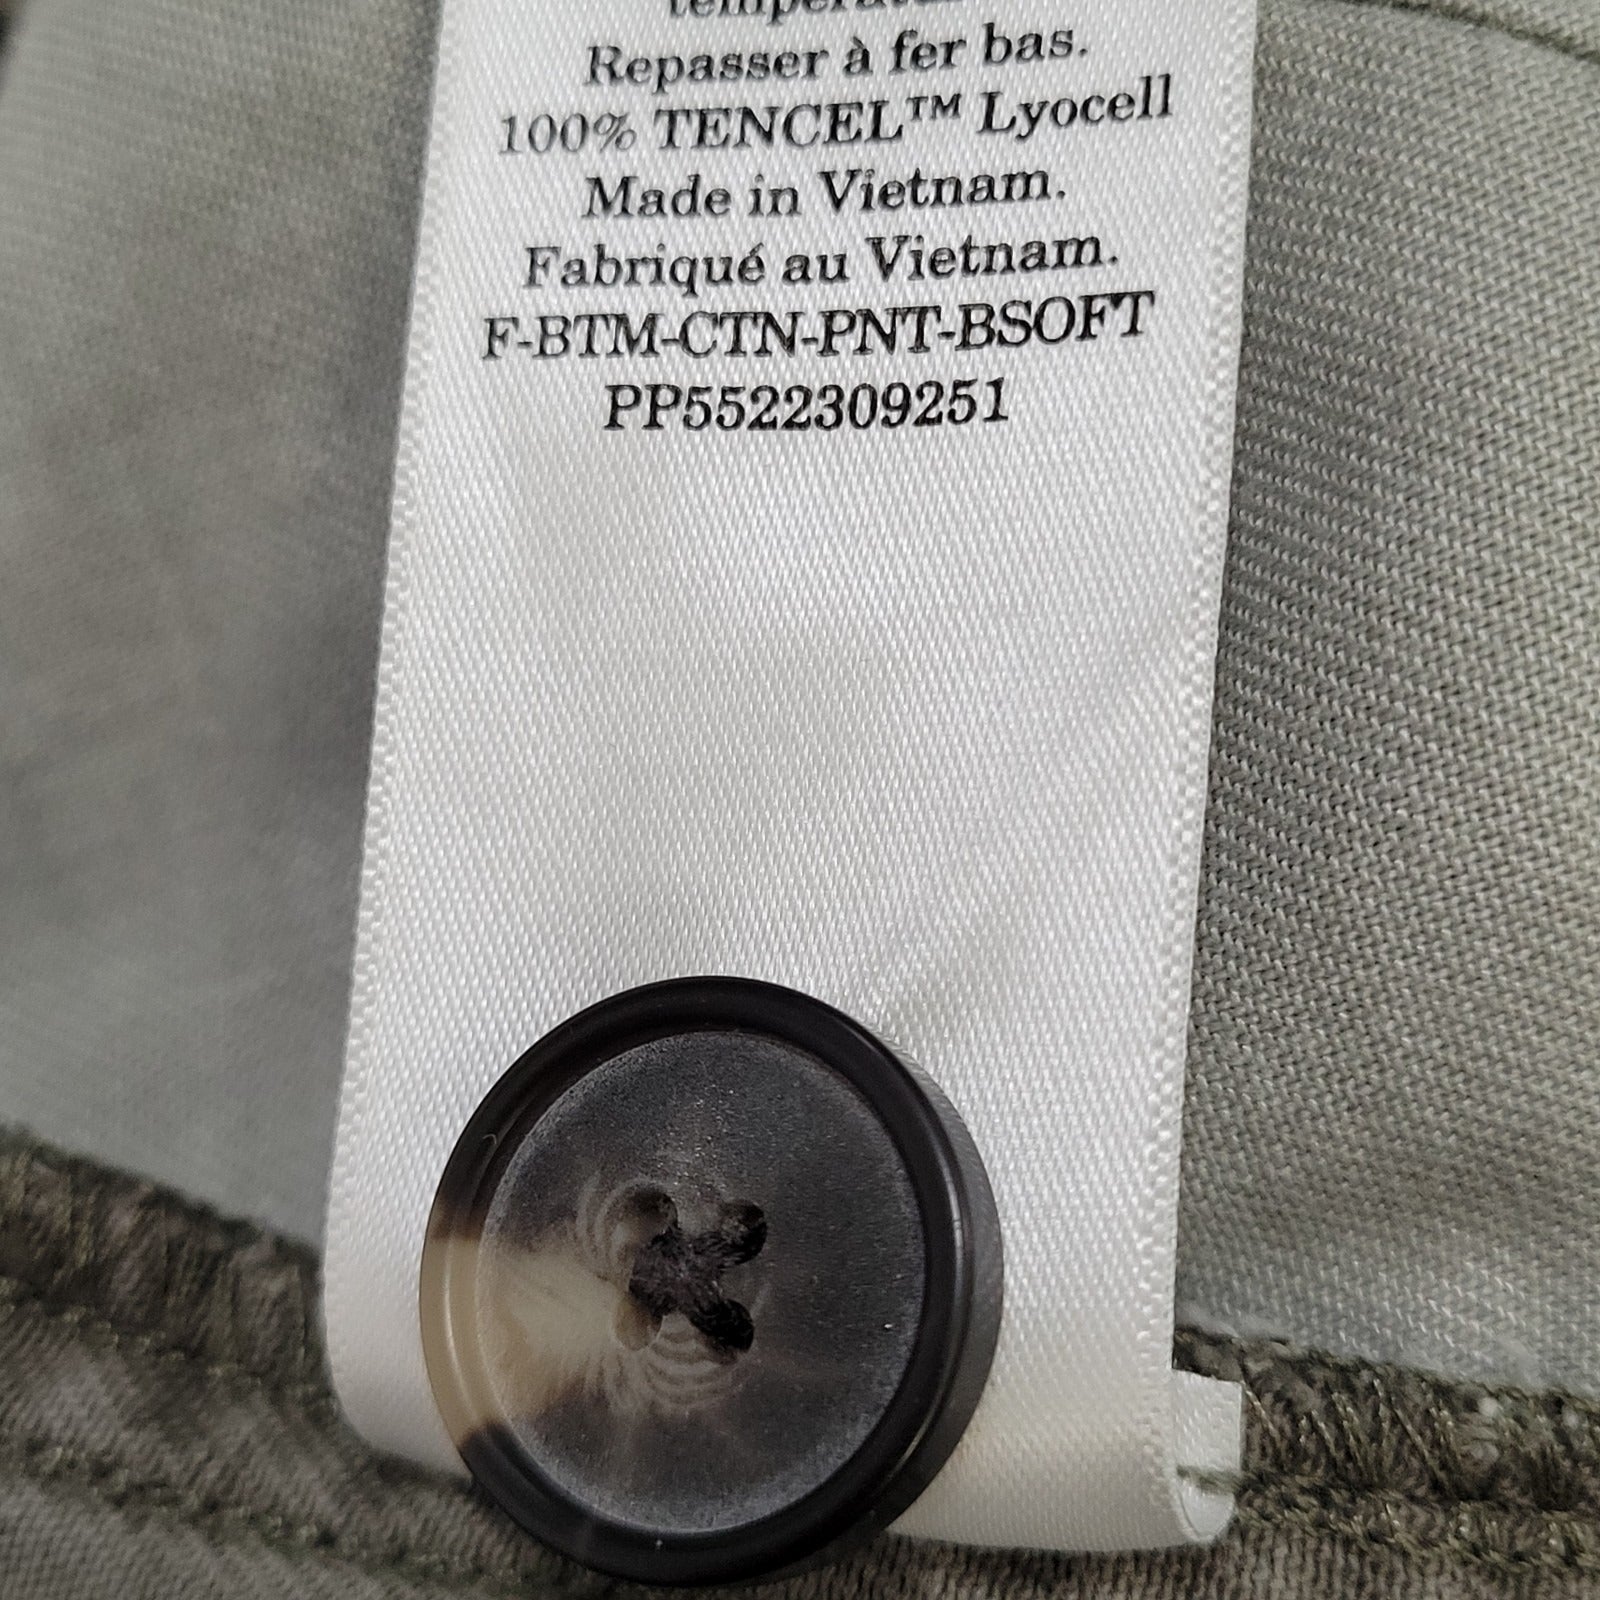 Repasser à fer bas.
100% TENCEL™ Lyocell
Made in Vietnam.
Fabriqué au Vietnam.
F-BTM-CTN-PNT-BSOFT
PP5522309251